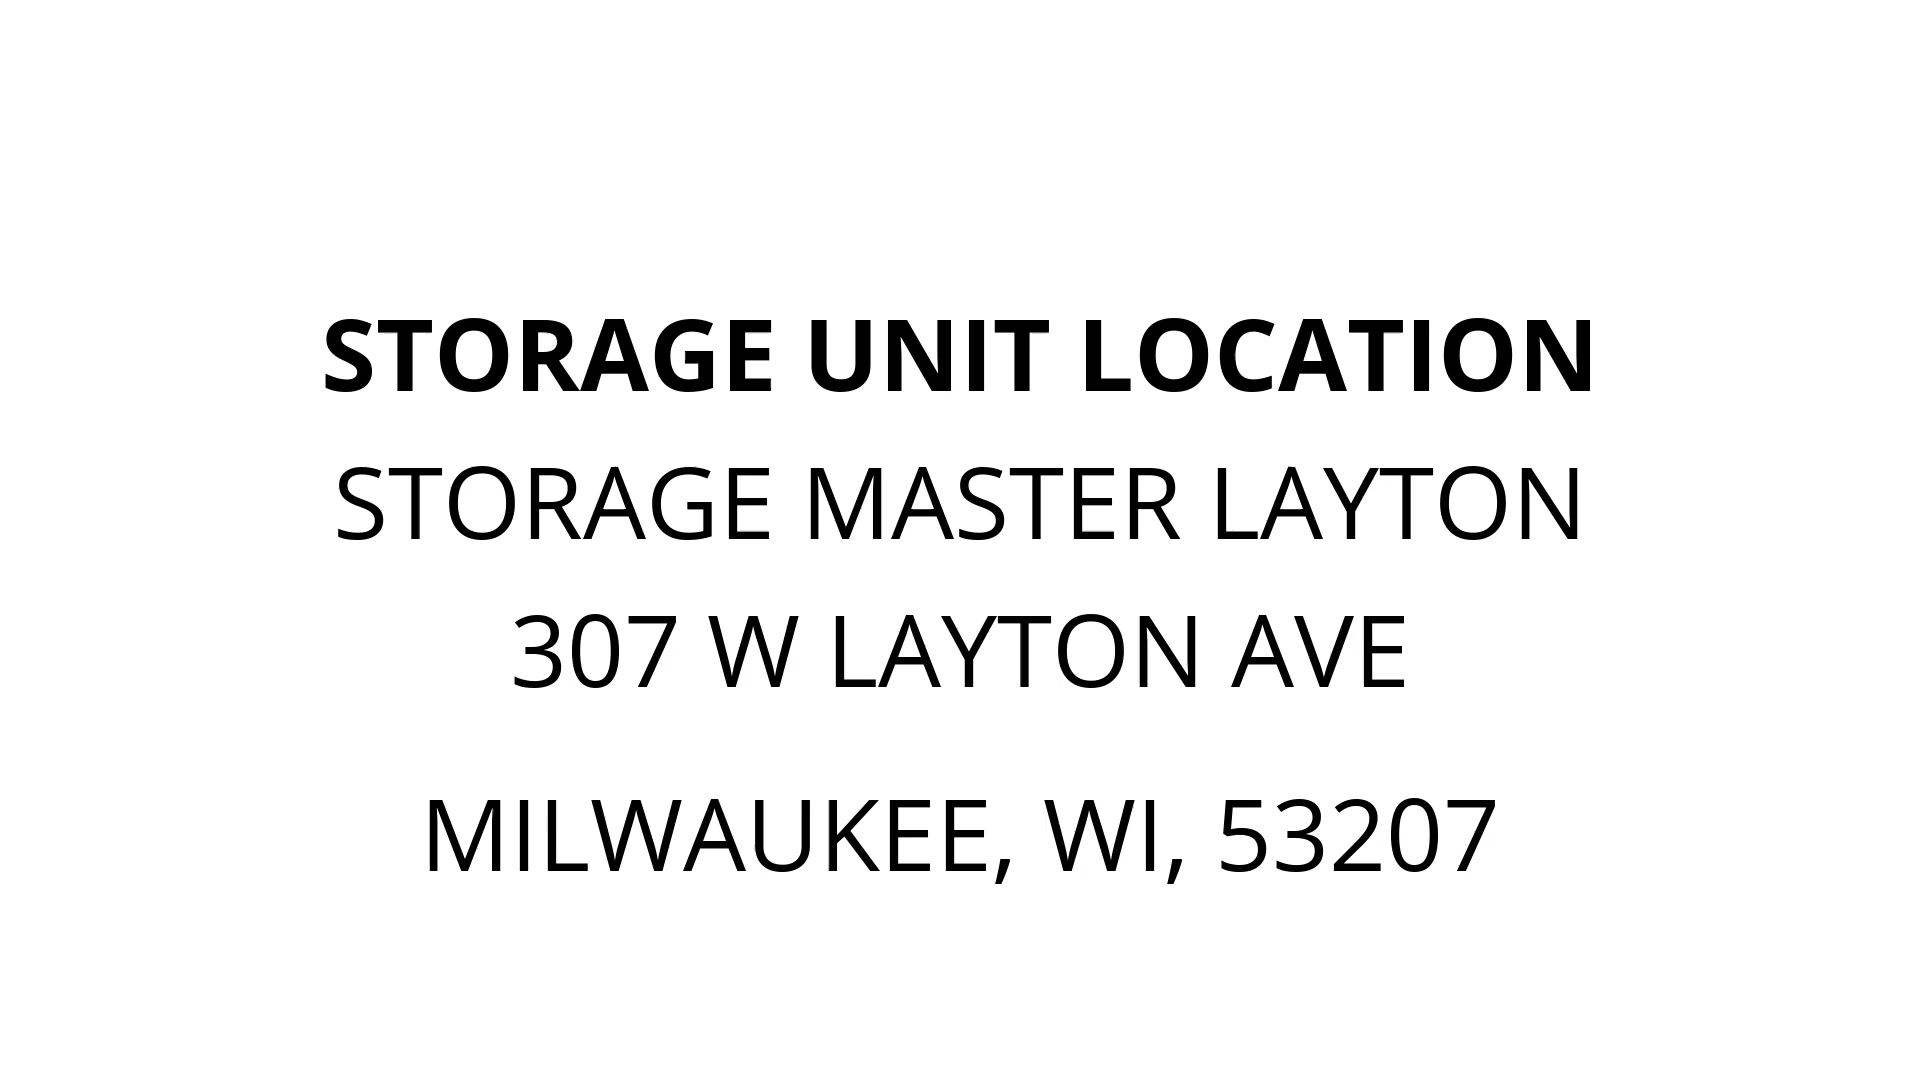 STORAGE UNIT LOCATION
STORAGE MASTER LAYTON
307 W LAYTON AVE
MILWAUKEE, WI, 53207